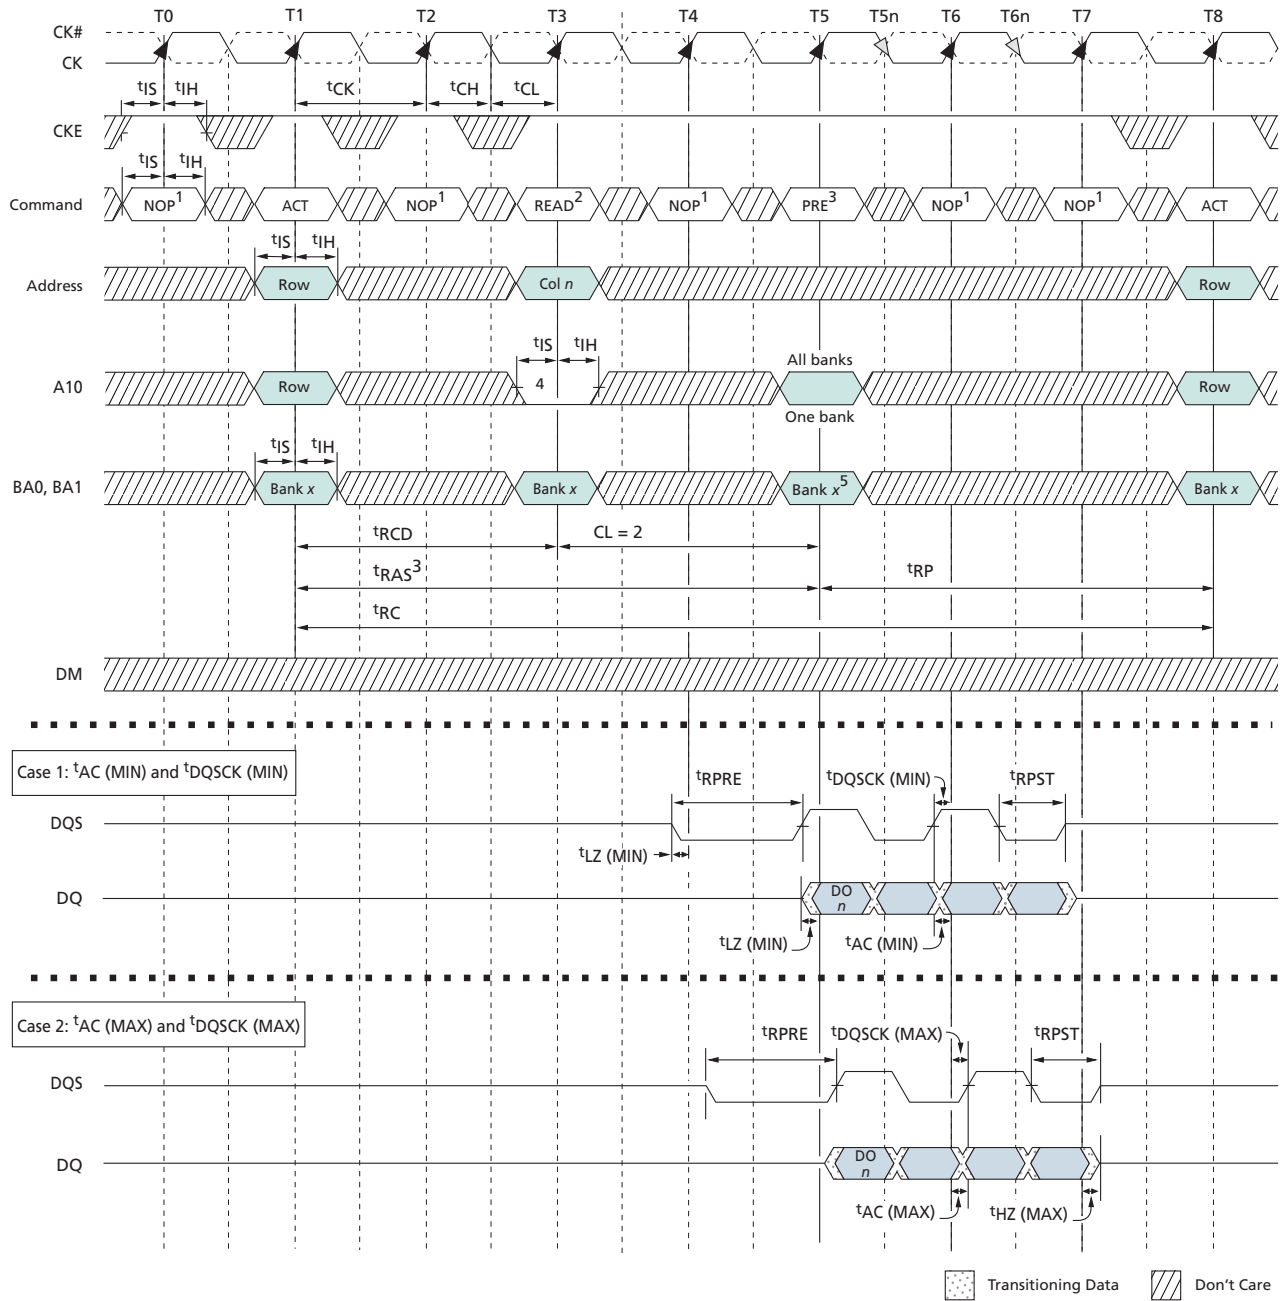 T0 T1 T2 T3 T4 T5 T5n T6 T6n T7 T8
CK#
CK
tIS tIH tCK tCH tCL
CKE
tIS tIH
Command NOP1 ACT NOP1 READ2 NOP1 PRE3 NOP1 NOP1 ACT
tIS tIH
Address Row Col n Row
tIS tIH All banks
A10 Row 4 Row
One bank
tIS tIH
BA0, BA1 Bank x Bank x Bank x5 Bank x
tRCD CL = 2
tRAS3 tRP
tRC
DM
Case 1: tAC (MIN) and tDQSCK (MIN)
tRPRE tDQSCK (MIN) tRPST
DQS
tLZ (MIN)
DQ DO
n
tLZ (MIN) tAC (MIN)
Case 2: tAC (MAX) and tDQSCK (MAX)
tRPRE tDQSCK (MAX) tRPST
DQS
DQ DO
n
tAC (MAX) tHZ (MAX)
Transitioning Data Don't Care